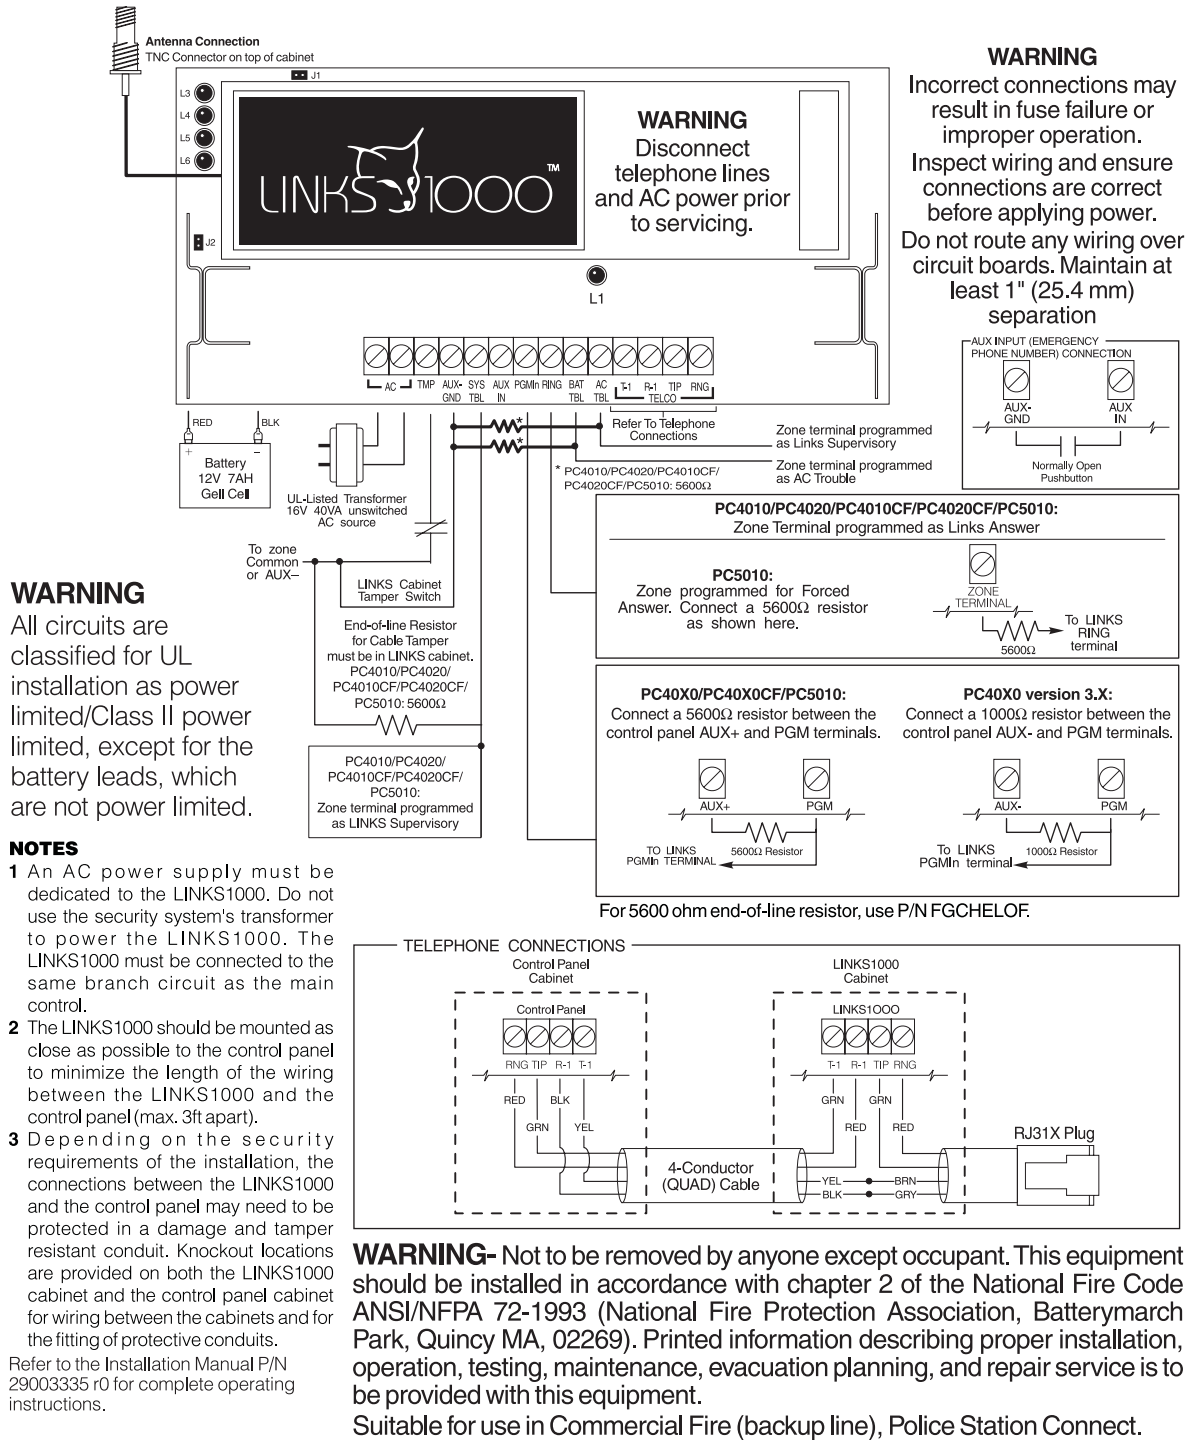 Antenna Connection
TNC Connector on top of cabinet
J1
L3
L4
L5
L6
J2
LINKS1000™
WARNING
Disconnect
telephone lines
and AC power prior
to servicing.
L1
WARNING
Incorrect connections may
result in fuse failure or
improper operation.
Inspect wiring and ensure
connections are correct
before applying power.
Do not route any wiring over
circuit boards. Maintain at
least 1" (25.4 mm)
separation
AC TMP AUX- SYS AUX PGMIn RING BAT AC T-1 R-1 TIP RNG
GND TBL IN TBL TBL TELCO
AUX INPUT (EMERGENCY
PHONE NUMBER) CONNECTION
AUX-
GND
AUX
IN
Normally Open
Pushbutton
RED
BLK
+ –
Battery
12V 7AH
Gell Cell
UL-Listed Transformer
16V 40VA unswitched
AC source
*
*
Refer To Telephone
Connections
Zone terminal programmed
as Links Supervisory
Zone terminal programmed
as AC Trouble
* PC4010/PC4020/PC4010CF/
PC4020CF/PC5010: 5600Ω
To zone
Common
or AUX–
LINKS Cabinet
Tamper Switch
End-of-line Resistor
for Cable Tamper
must be in LINKS cabinet.
PC4010/PC4020/
PC4010CF/PC4020CF/
PC5010: 5600Ω
PC4010/PC4020/
PC4010CF/PC4020CF/
PC5010:
Zone terminal programmed
as LINKS Supervisory
PC4010/PC4020/PC4010CF/PC4020CF/PC5010:
Zone Terminal programmed as Links Answer
PC5010:
Zone programmed for Forced
Answer. Connect a 5600Ω resistor
as shown here.
ZONE
TERMINAL
5600Ω
To LINKS
RING
terminal
PC40X0/PC40X0CF/PC5010:
Connect a 5600Ω resistor between the
control panel AUX+ and PGM terminals.
AUX+
PGM
TO LINKS
PGMIn TERMINAL
5600Ω Resistor
PC40X0 version 3.X:
Connect a 1000Ω resistor between the
control panel AUX- and PGM terminals.
AUX-
PGM
To LINKS
PGMIn terminal
1000Ω Resistor
For 5600 ohm end-of-line resistor, use P/N FGCHELOF.
WARNING
All circuits are
classified for UL
installation as power
limited/Class II power
limited, except for the
battery leads, which
are not power limited.
NOTES
1 An AC power supply must be
dedicated to the LINKS1000. Do not
use the security system's transformer
to power the LINKS1000. The
LINKS1000 must be connected to the
same branch circuit as the main
control.
2 The LINKS1000 should be mounted as
close as possible to the control panel
to minimize the length of the wiring
between the LINKS1000 and the
control panel (max. 3ft apart).
3 Depending on the security
requirements of the installation, the
connections between the LINKS1000
and the control panel may need to be
protected in a damage and tamper
resistant conduit. Knockout locations
are provided on both the LINKS1000
cabinet and the control panel cabinet
for wiring between the cabinets and for
the fitting of protective conduits.
Refer to the Installation Manual P/N
29003335 r0 for complete operating
instructions.
TELEPHONE CONNECTIONS
Control Panel
Cabinet
Control Panel
RNG TIP R-1 T-1
RED
BLK
GRN
YEL
4-Conductor
(QUAD) Cable
LINKS1000
Cabinet
LINKS1OOO
T-1 R-1 TIP RNG
GRN
GRN
RED
RED
YEL
BRN
BLK
GRY
RJ31X Plug
WARNING- Not to be removed by anyone except occupant. This equipment
should be installed in accordance with chapter 2 of the National Fire Code
ANSI/NFPA 72-1993 (National Fire Protection Association, Batterymarch
Park, Quincy MA, 02269). Printed information describing proper installation,
operation, testing, maintenance, evacuation planning, and repair service is to
be provided with this equipment.
Suitable for use in Commercial Fire (backup line), Police Station Connect.